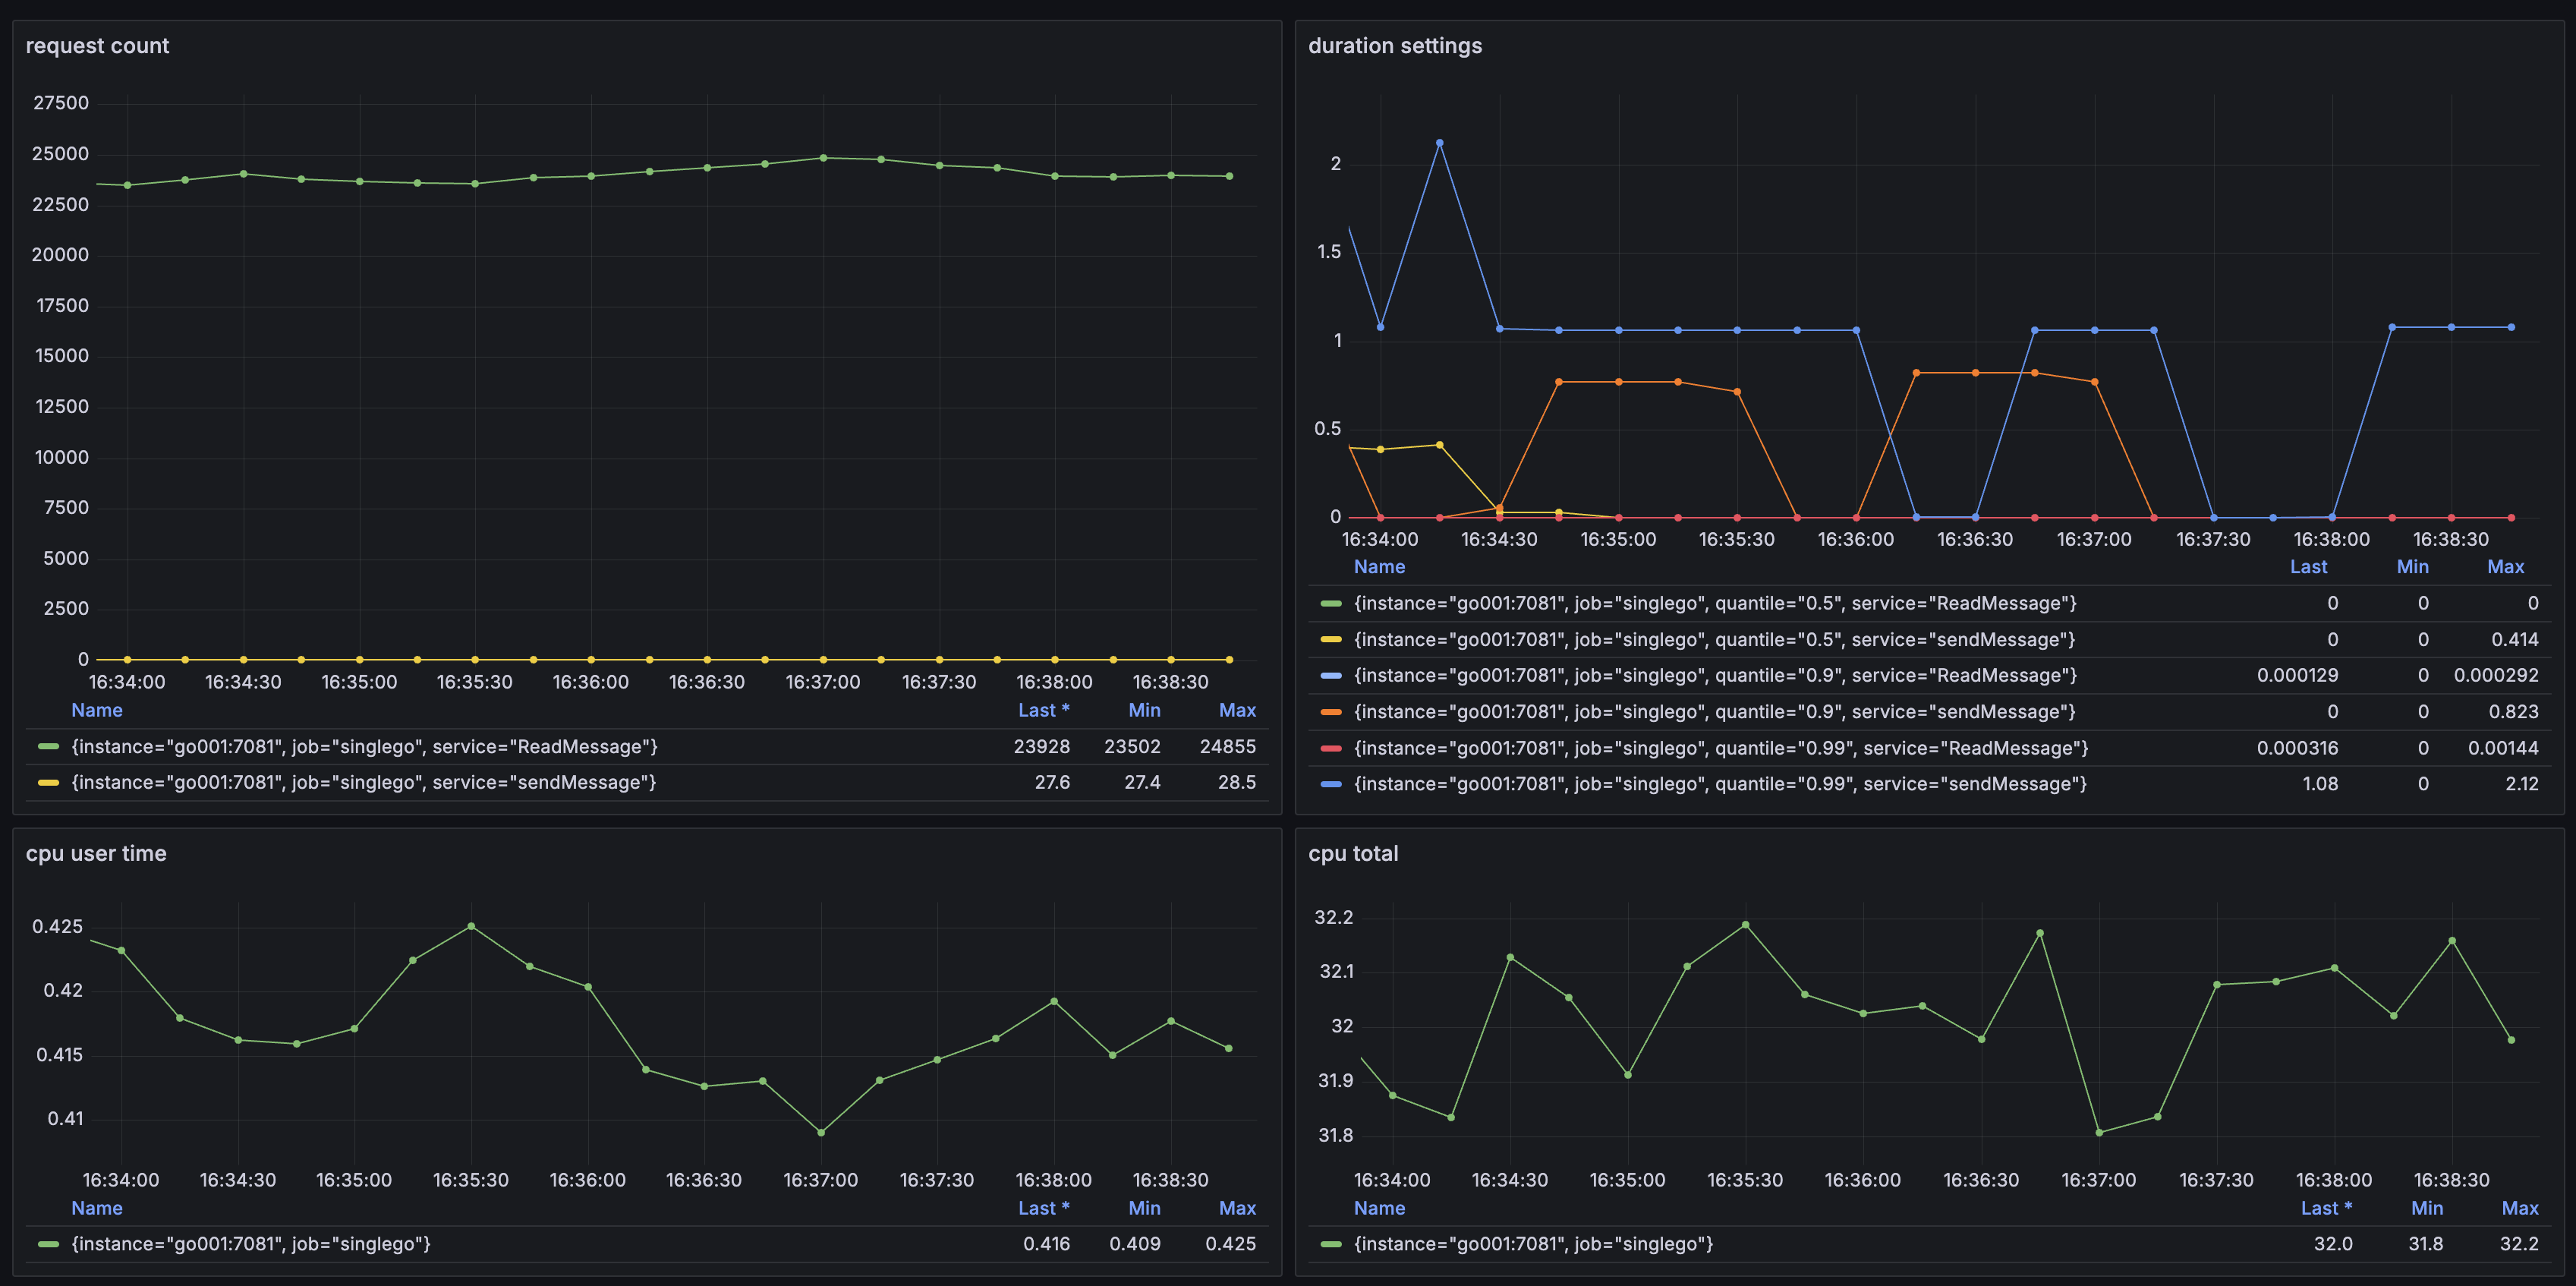 request count
27500
25000
22500
20000
17500
15000
12500
10000
7500
5000
2500
0
16:34:00 16:34:30 16:35:00 16:35:30 16:36:00 16:36:30 16:37:00 16:37:30 16:38:00 16:38:30
Name Last * Min Max
{instance="go001:7081", job="singlego", service="ReadMessage"} 23928 23502 24855
{instance="go001:7081", job="singlego", service="sendMessage"} 27.6 27.4 28.5
duration settings
2
1.5
1
0.5
0
16:34:00 16:34:30 16:35:00 16:35:30 16:36:00 16:36:30 16:37:00 16:37:30 16:38:00 16:38:30
Name Last Min Max
{instance="go001:7081", job="singlego", quantile="0.5", service="ReadMessage"} 0 0 0
{instance="go001:7081", job="singlego", quantile="0.5", service="sendMessage"} 0 0 0.414
{instance="go001:7081", job="singlego", quantile="0.9", service="ReadMessage"} 0.000129 0 0.000292
{instance="go001:7081", job="singlego", quantile="0.9", service="sendMessage"} 0 0 0.823
{instance="go001:7081", job="singlego", quantile="0.99", service="ReadMessage"} 0.000316 0 0.00144
{instance="go001:7081", job="singlego", quantile="0.99", service="sendMessage"} 1.08 0 2.12
cpu user time
0.425
0.42
0.415
0.41
16:34:00 16:34:30 16:35:00 16:35:30 16:36:00 16:36:30 16:37:00 16:37:30 16:38:00 16:38:30
Name Last * Min Max
{instance="go001:7081", job="singlego"} 0.416 0.409 0.425
cpu total
32.2
32.1
32
31.9
31.8
16:34:00 16:34:30 16:35:00 16:35:30 16:36:00 16:36:30 16:37:00 16:37:30 16:38:00 16:38:30
Name Last * Min Max
{instance="go001:7081", job="singlego"} 32.0 31.8 32.2